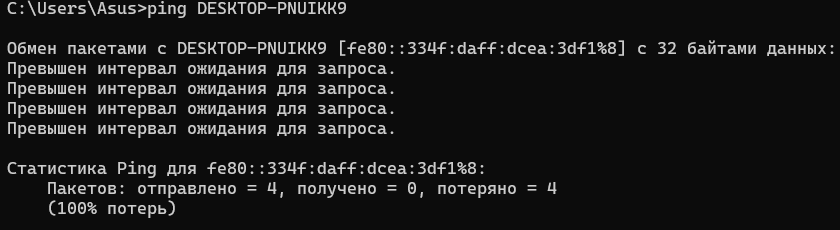 C:\Users\Asus>ping DESKTOP-PNUIKK9
Обмен пакетами с DESKTOP-PNUIKK9 [fe80::334f:daff:dcea:3df1%8] с 32 байтами данных:
Превышен интервал ожидания для запроса.
Превышен интервал ожидания для запроса.
Превышен интервал ожидания для запроса.
Превышен интервал ожидания для запроса.
Статистика Ping для fe80::334f:daff:dcea:3df1%8:
Пакетов: отправлено = 4, получено = 0, потеряно = 4
(100% потерь)